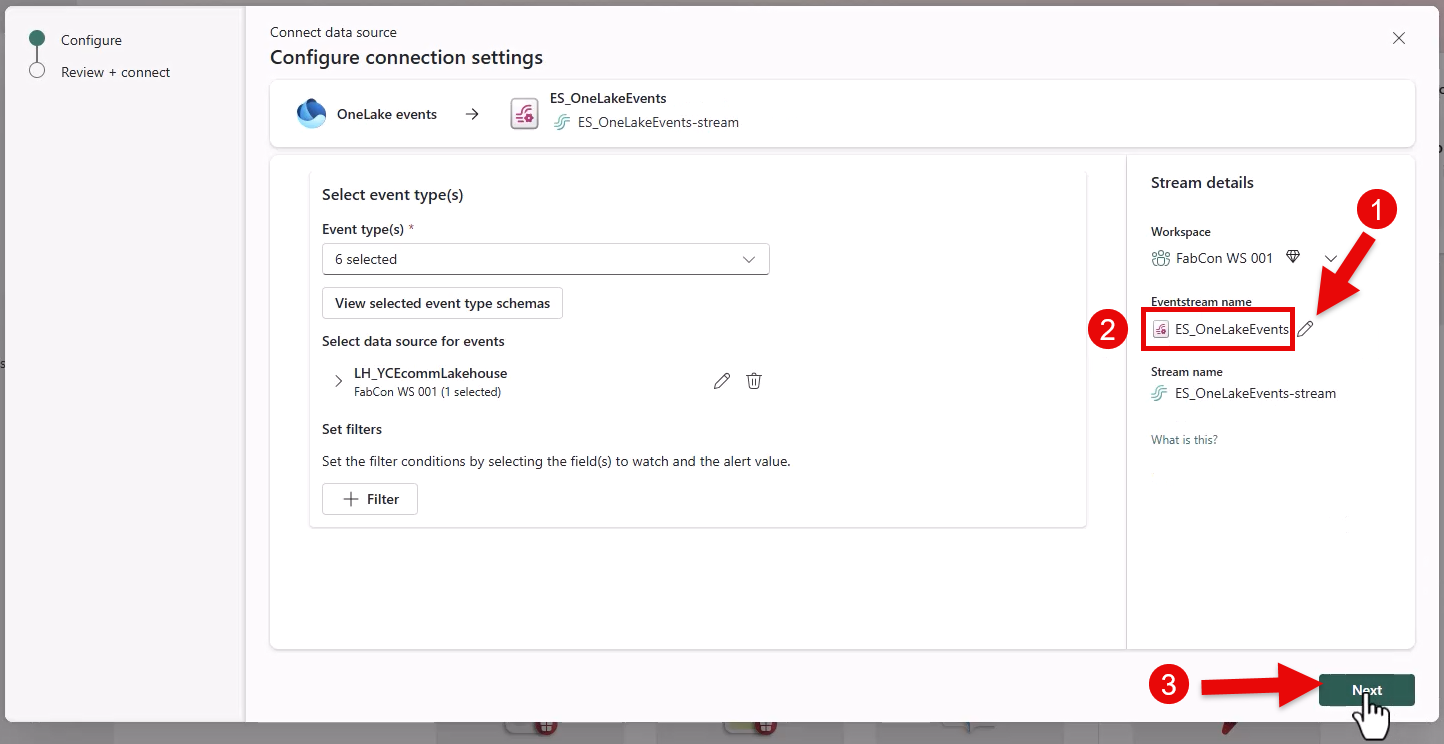 Configure
Review + connect
Connect data source
Configure connection settings
OneLake events
ES_OneLakeEvents
ES_OneLakeEvents-stream
Select event type(s)
Event type(s) *
6 selected
View selected event type schemas
Select data source for events
LH_YCEcommLakehouse
FabCon WS 001 (1 selected)
Set filters
Set the filter conditions by selecting the field(s) to watch and the alert value.
Filter
Stream details
1
Workspace
FabCon WS 001
Eventstream name
2
ES_OneLakeEvents
Stream name
ES_OneLakeEvents-stream
What is this?
3
Next